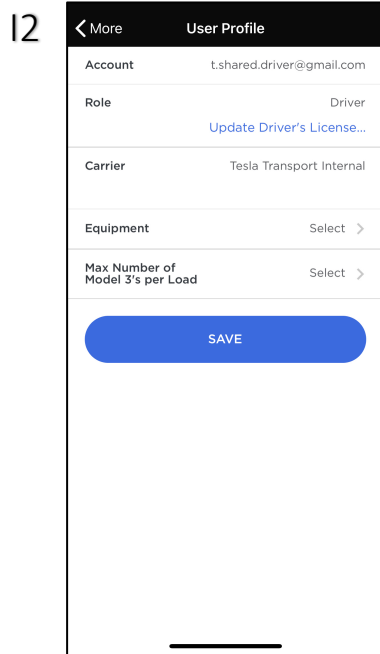 12
More User Profile
Account t.shared.driver@gmail.com
Role Driver
Update Driver's License...
Carrier Tesla Transport Internal
Equipment Select
Max Number of
Model 3's per Load Select
SAVE